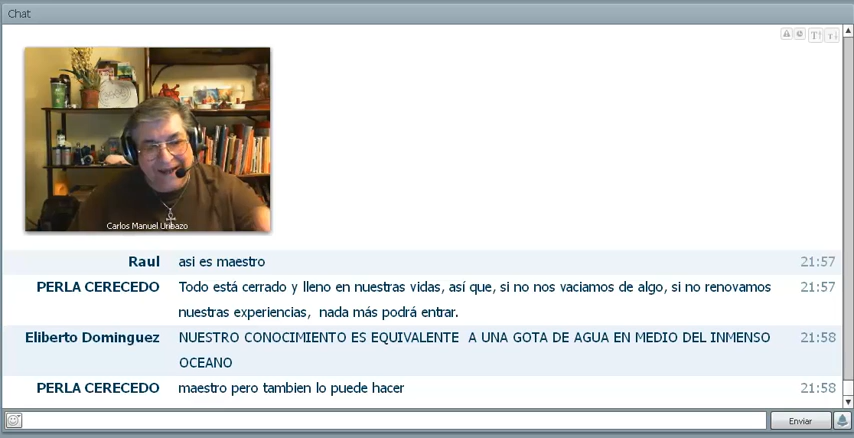 Chat
Carlos Manuel Uribazo
Raul asi es maestro 21:57
PERLA CERECEDO Todo está cerrado y lleno en nuestras vidas, así que, si no nos vaciamos de algo, si no renovamos 21:57
nuestras experiencias, nada más podrá entrar.
Eliberto Dominguez NUESTRO CONOCIMIENTO ES EQUIVALENTE A UNA GOTA DE AGUA EN MEDIO DEL INMENSO 21:58
OCEANO
PERLA CERECEDO maestro pero tambien lo puede hacer 21:58
Enviar